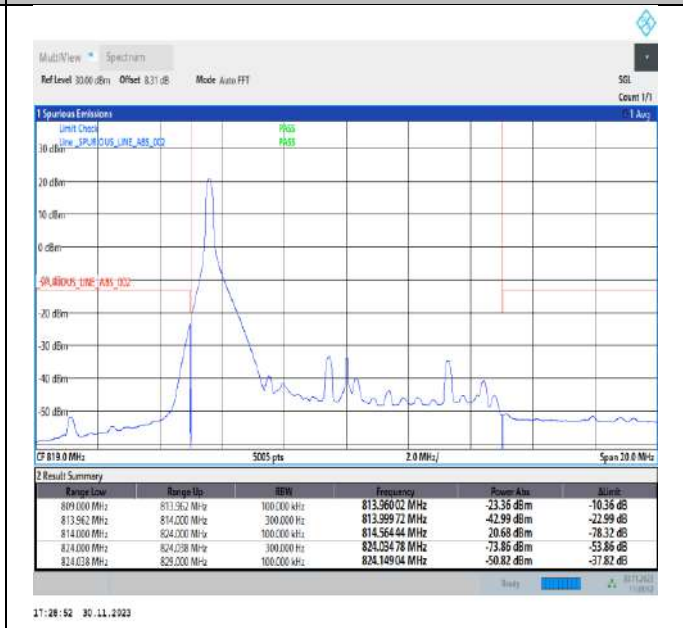 MultiView Spectrum
Ref Level 30.00 dBm Offset 8.31 dB Mode Auto FFT SGL
Count 1/1
1 Spurious Emissions 1 Avg
Limit Check PASS
Line _SPURIOUS_LINE_ABS_002 PASS
30 dBm
20 dBm
10 dBm
0 dBm
_SPURIOUS_LINE_ABS_002
-20 dBm
-30 dBm
-40 dBm
-50 dBm
CF 819.0 MHz 5005 pts 2.0 MHz/ Span 20.0 MHz
2 Result Summary
Range Low Range Up RBW Frequency Power Abs ΔLimit
809.000 MHz 813.962 MHz 100.000 kHz 813.96002 MHz -23.36 dBm -10.36 dB
813.962 MHz 814.000 MHz 300.000 Hz 813.99972 MHz -42.99 dBm -22.99 dB
814.000 MHz 824.000 MHz 100.000 kHz 814.56444 MHz 20.68 dBm -78.32 dB
824.000 MHz 824.038 MHz 300.000 Hz 824.03478 MHz -73.86 dBm -53.86 dB
824.038 MHz 829.000 MHz 100.000 kHz 824.14904 MHz -50.82 dBm -37.82 dB
Ready 30.11.2023
17:28:52 30.11.2023